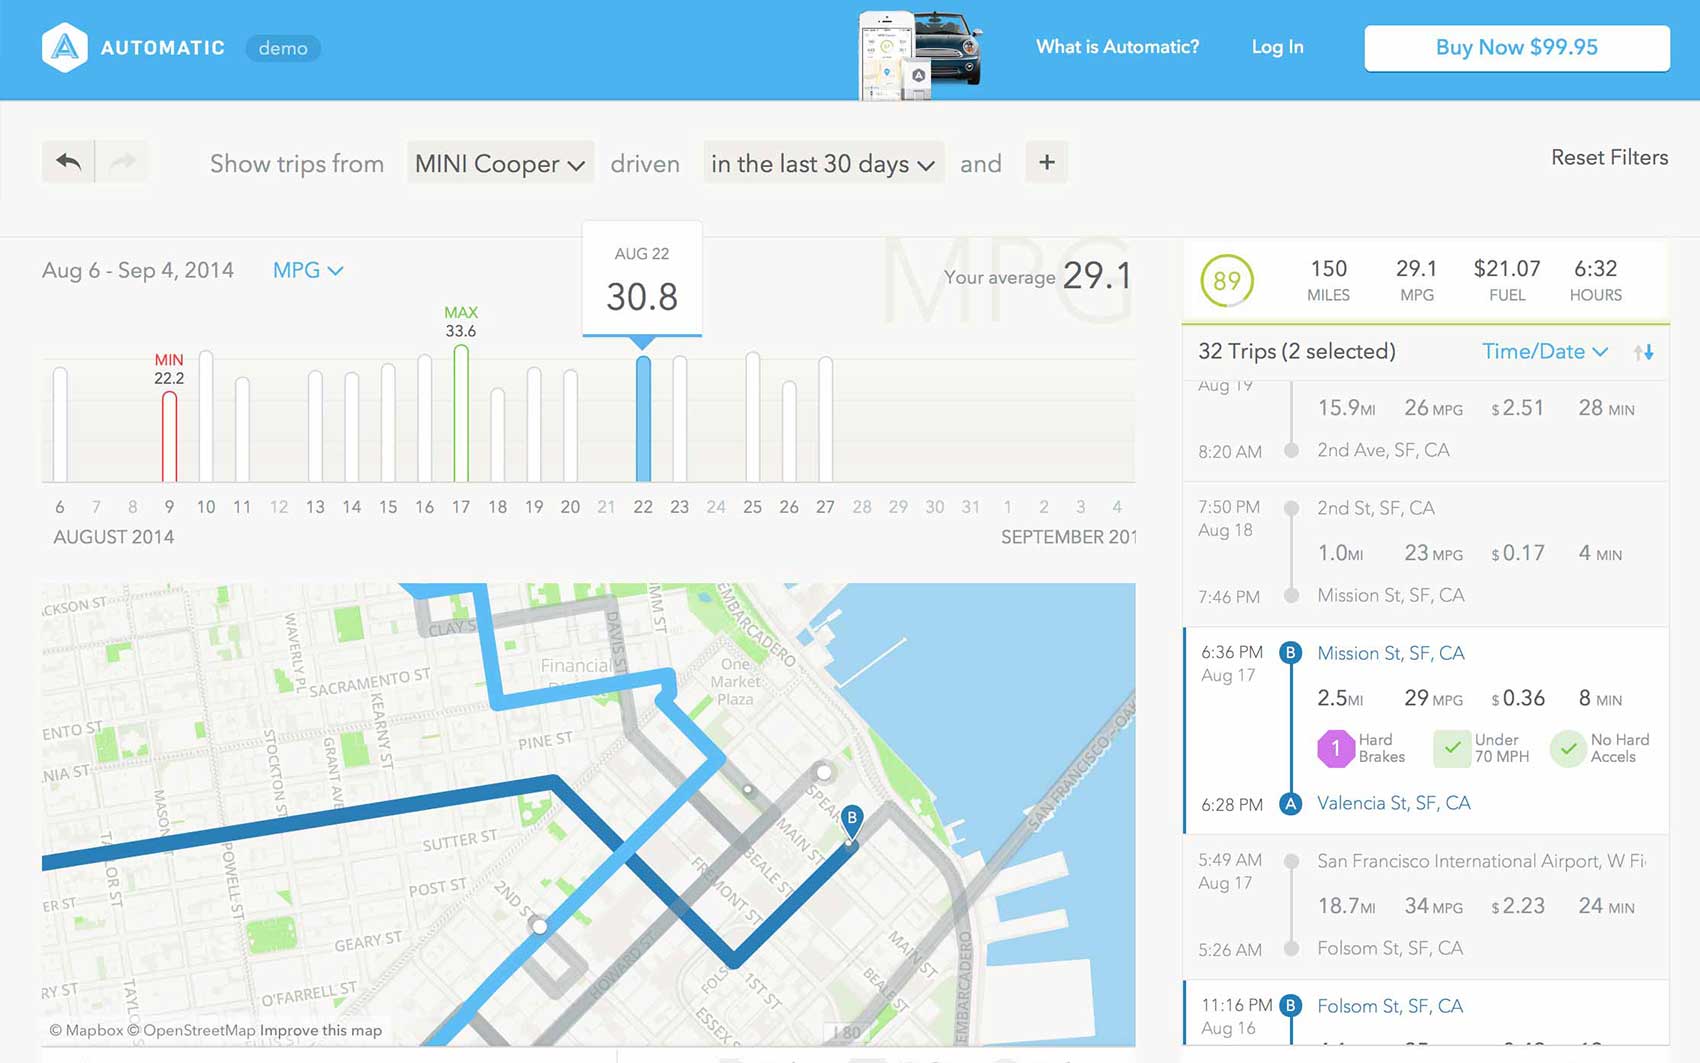 AUTOMATIC demo
What is Automatic?
Log In
Buy Now $99.95
Show trips from MINI Cooper driven in the last 30 days and +
Reset Filters
Aug 6 - Sep 4, 2014 MPG
AUG 22
30.8
MPG
Your average 29.1
MAX
33.6
MIN
22.2
6 7 8 9 10 11 12 13 14 15 16 17 18 19 20 21 22 23 24 25 26 27 28 29 30 31 1 2 3 4
AUGUST 2014
SEPTEMBER 201
89
150 29.1 $21.07 6:32
MILES MPG FUEL HOURS
32 Trips (2 selected) Time/Date
Aug 19
15.9MI 26 MPG $2.51 28 MIN
8:20 AM 2nd Ave, SF, CA
7:50 PM 2nd St, SF, CA
Aug 18
1.0MI 23 MPG $0.17 4 MIN
7:46 PM Mission St, SF, CA
6:36 PM B Mission St, SF, CA
Aug 17
2.5MI 29 MPG $0.36 8 MIN
1 Hard Brakes
Under 70 MPH
No Hard Accels
6:28 PM A Valencia St, SF, CA
5:49 AM San Francisco International Airport, W Fi
Aug 17
18.7MI 34 MPG $2.23 24 MIN
5:26 AM Folsom St, SF, CA
11:16 PM B Folsom St, SF, CA
Aug 16
CKSON ST
WAVERLY PL
CLAY S
DAVIS ST
MM ST
EMBARCADERO
SACRAMENTO ST
KEARNY ST
Financial
One
Market
Plaza
ENTO ST
NIA ST
STOCKTON ST
GRANT AVE
PINE ST
MASON
SPEAR
MAIN ST
B
SAN FRANCISCO - OAK
SUTTER ST
POWELL ST
TAYLOR ST
POST ST
2ND S
BEALE ST
FREMONT ST
ER ST
GEARY ST
HOWARD ST
FOLS
1ST ST
MAIN ST
BEALE ST
EMBARCADERO
RY ST
TAYLOR
O'FARRELL ST
ESSEX
I 80
© Mapbox © OpenStreetMap Improve this map